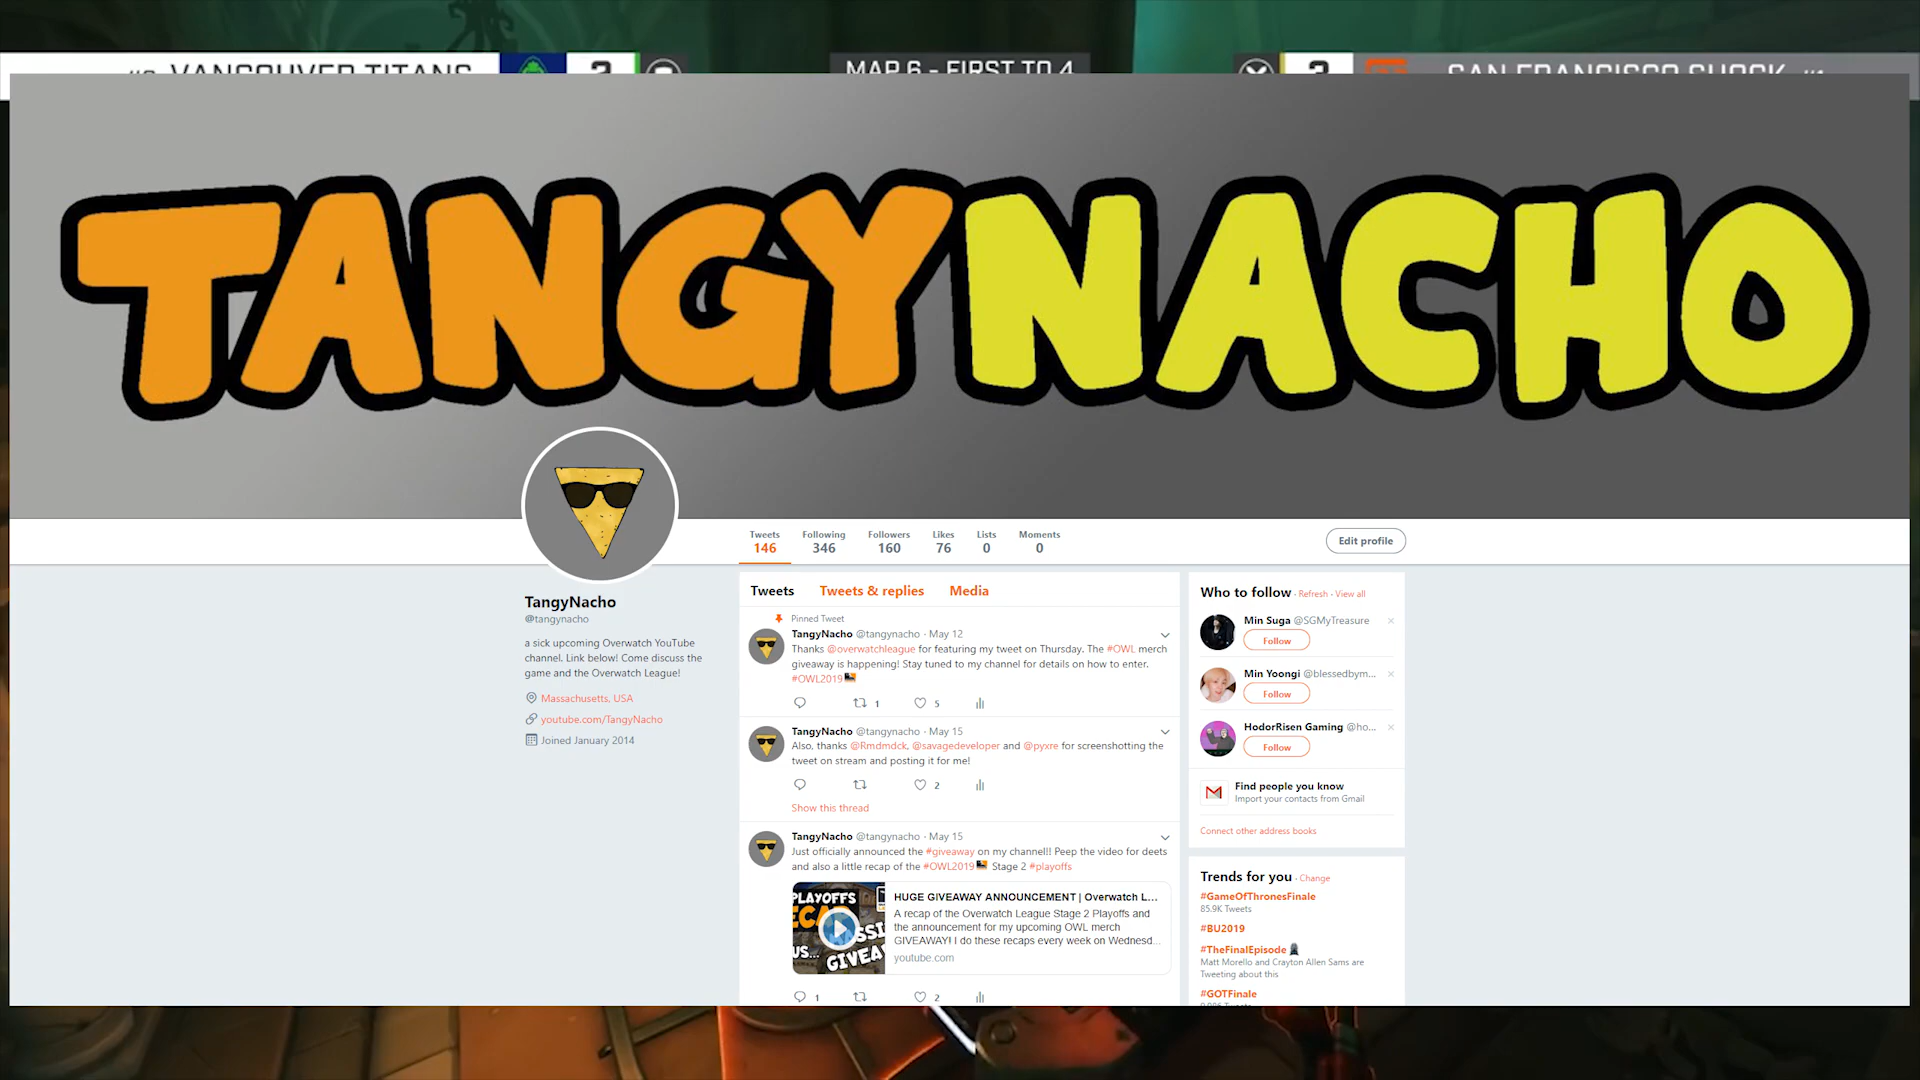 VANCOUVER TITANS
MAP 6 - FIRST TO 4
SAN FRANCISCO SHOCK
TANGYNACHO
Tweets Following Followers Likes Lists Moments
146 346 160 76 0 0
Edit profile
TangyNacho
@tangynacho
a sick upcoming Overwatch YouTube
channel. Link below! Come discuss the
game and the Overwatch League!
Massachusetts, USA
youtube.com/TangyNacho
Joined January 2014
Tweets Tweets & replies Media
Pinned Tweet
TangyNacho @tangynacho · May 12
Thanks @overwatchleague for featuring my tweet on Thursday. The #OWL merch
giveaway is happening! Stay tuned to my channel for details on how to enter.
#OWL2019
1 5
TangyNacho @tangynacho · May 15
Also, thanks @Rmdmdck, @savagedeveloper and @pyxre for screenshotting the
tweet on stream and posting it for me!
2
Show this thread
TangyNacho @tangynacho · May 15
Just officially announced the #giveaway on my channel!! Peep the video for deets
and also a little recap of the #OWL2019 Stage 2 #playoffs
PLAYOFFS
GIVEA
HUGE GIVEAWAY ANNOUNCEMENT | Overwatch L...
A recap of the Overwatch League Stage 2 Playoffs and
the announcement for my upcoming OWL merch
GIVEAWAY! I do these recaps every week on Wednesd...
youtube.com
1 2
Who to follow · Refresh · View all
Min Suga @SGMyTreasure
Follow
Min Yoongi @blessedbym...
Follow
HodorRisen Gaming @ho...
Follow
Find people you know
Import your contacts from Gmail
Connect other address books
Trends for you · Change
#GameOfThronesFinale
85.9K Tweets
#BU2019
#TheFinalEpisode
Matt Morello and Crayton Allen Sams are
Tweeting about this
#GOTFinale